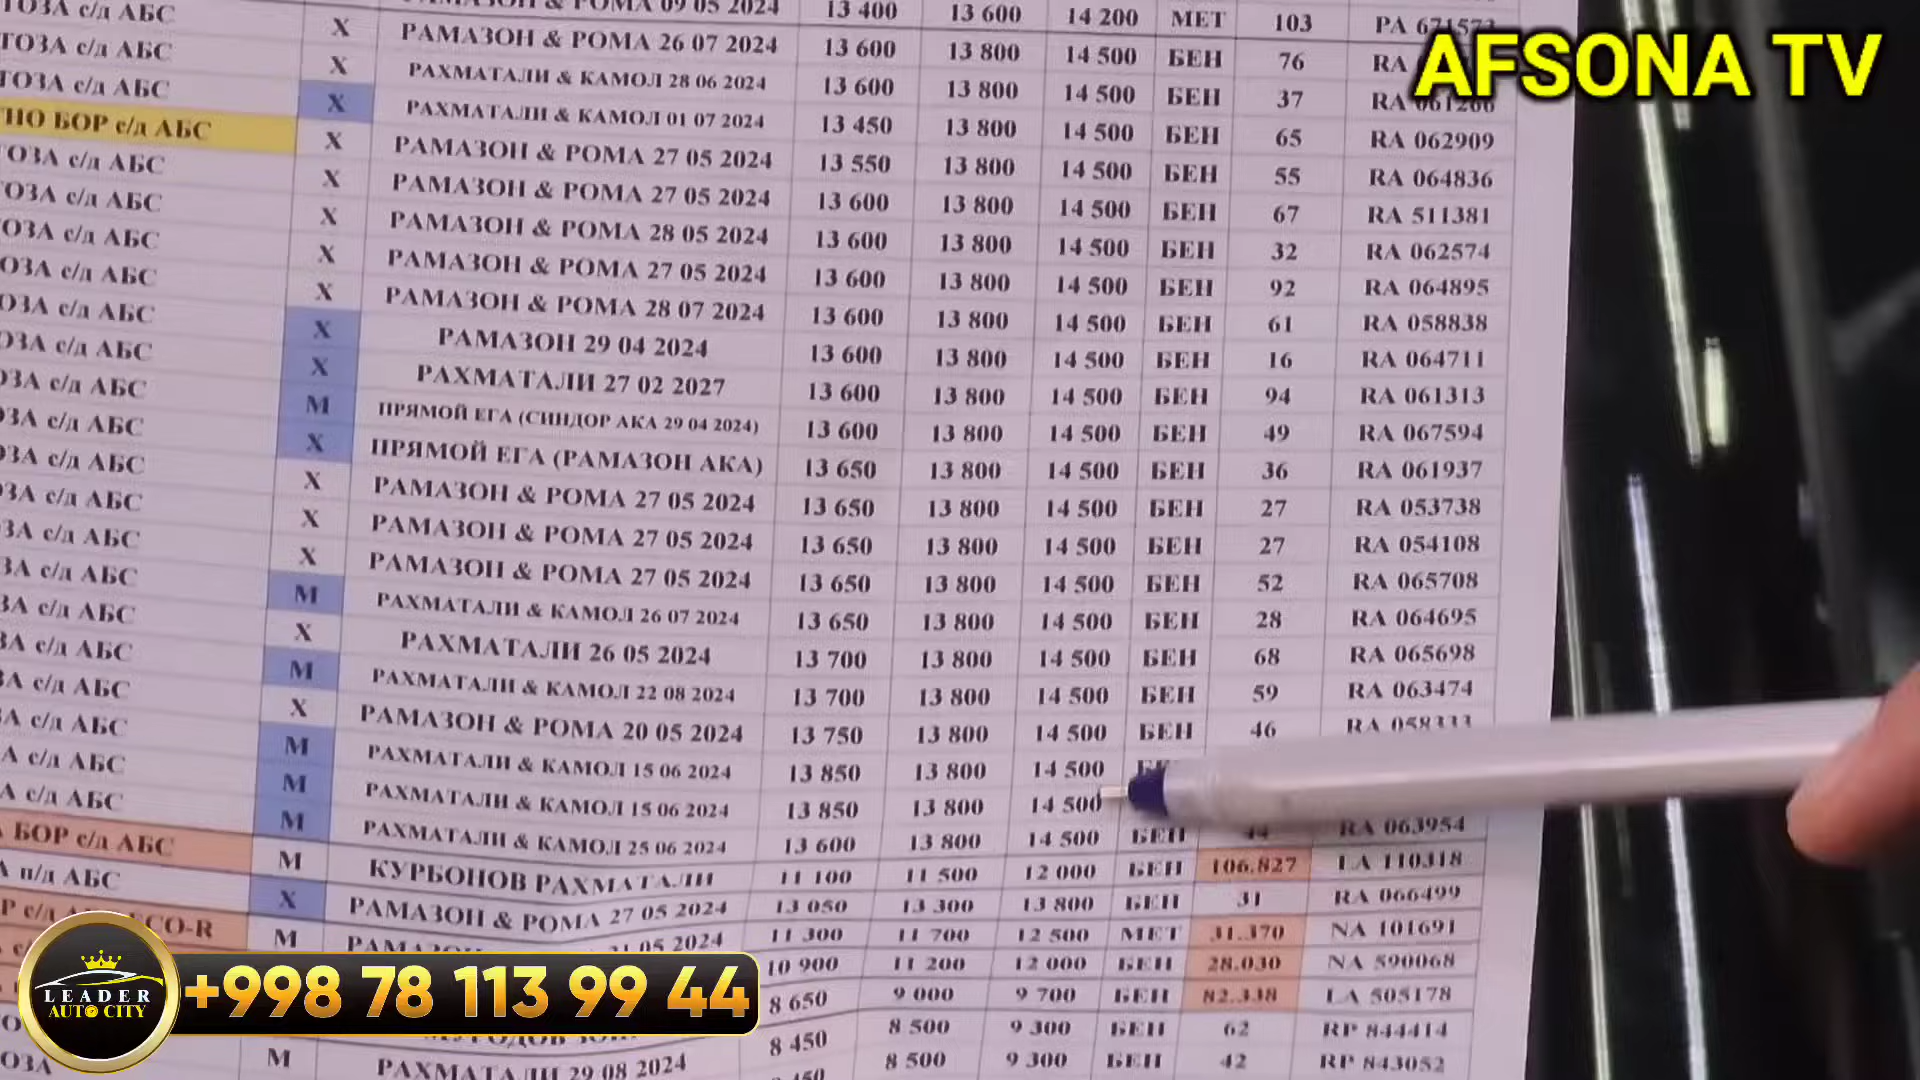 AFSONA TV
ТОЗА с/д АБС РОМА 09 05 2024 13 400 13 600 14 200 МЕТ 103 РА 671573
ТОЗА с/д АБС Х РАМАЗОН & РОМА 26 07 2024 13 600 13 800 14 500 БЕН 76 RA
ТОЗА с/д АБС Х РАХМАТАЛИ & КАМОЛ 28 06 2024 13 600 13 800 14 500 БЕН 37 RA 061266
НО БОР с/д АБС Х РАХМАТАЛИ & КАМОЛ 01 07 2024 13 450 13 800 14 500 БЕН 65 RA 062909
ОЗА с/д АБС Х РАМАЗОН & РОМА 27 05 2024 13 550 13 800 14 500 БЕН 55 RA 064836
ОЗА с/д АБС Х РАМАЗОН & РОМА 27 05 2024 13 600 13 800 14 500 БЕН 67 RA 511381
ОЗА с/д АБС Х РАМАЗОН & РОМА 28 05 2024 13 600 13 800 14 500 БЕН 32 RA 062574
ОЗА с/д АБС Х РАМАЗОН & РОМА 27 05 2024 13 600 13 800 14 500 БЕН 92 RA 064895
ОЗА с/д АБС Х РАМАЗОН & РОМА 28 07 2024 13 600 13 800 14 500 БЕН 61 RA 058838
ОЗА с/д АБС Х РАМАЗОН 29 04 2024 13 600 13 800 14 500 БЕН 16 RA 064711
ОЗА с/д АБС Х РАХМАТАЛИ 27 02 2027 13 600 13 800 14 500 БЕН 94 RA 061313
ЗА с/д АБС М ПРЯМОЙ ЕГА (СИНДОР АКА 29 04 2024) 13 600 13 800 14 500 БЕН 49 RA 067594
ЗА с/д АБС Х ПРЯМОЙ ЕГА (РАМАЗОН АКА) 13 650 13 800 14 500 БЕН 36 RA 061937
ЗА с/д АБС Х РАМАЗОН & РОМА 27 05 2024 13 650 13 800 14 500 БЕН 27 RA 053738
ЗА с/д АБС Х РАМАЗОН & РОМА 27 05 2024 13 650 13 800 14 500 БЕН 27 RA 054108
ЗА с/д АБС Х РАМАЗОН & РОМА 27 05 2024 13 650 13 800 14 500 БЕН 52 RA 065708
ЗА с/д АБС М РАХМАТАЛИ & КАМОЛ 26 07 2024 13 650 13 800 14 500 БЕН 28 RA 064695
ЗА с/д АБС Х РАХМАТАЛИ 26 05 2024 13 700 13 800 14 500 БЕН 68 RA 065698
А с/д АБС М РАХМАТАЛИ & КАМОЛ 22 08 2024 13 700 13 800 14 500 БЕН 59 RA 063474
А с/д АБС Х РАМАЗОН & РОМА 20 05 2024 13 750 13 800 14 500 БЕН 46 RA 058333
А с/д АБС М РАХМАТАЛИ & КАМОЛ 15 06 2024 13 850 13 800 14 500
А с/д АБС М РАХМАТАЛИ & КАМОЛ 15 06 2024 13 850 13 800 14 500
М РАХМАТАЛИ & КАМОЛ 25 06 2024 13 600 13 800 14 500 БЕН 44 RA 063954
БОР с/д АБС М КУРБОНОВ РАХМАТАЛИ 11 100 11 500 12 000 БЕН 106.827 LA 110318
А п/д АБС Х РАМАЗОН & РОМА 27 05 2024 13 050 13 300 13 800 БЕН 31 RA 066499
Р с/д CO-R М 05 2024 11 300 11 700 12 500 МЕТ 31.370 NA 101691
10 900 11 200 12 000 БЕН 28.030 NA 590068
8 650 9 000 9 700 БЕН 82.338 LA 505178
8 450 8 500 9 300 БЕН 62 RP 844414
ОЗА М РАХМАТАЛИ 29 08 2024 450 8 500 9 300 БЕН 42 RP 843052
LEADER
AUTO CITY
+998 78 113 99 44